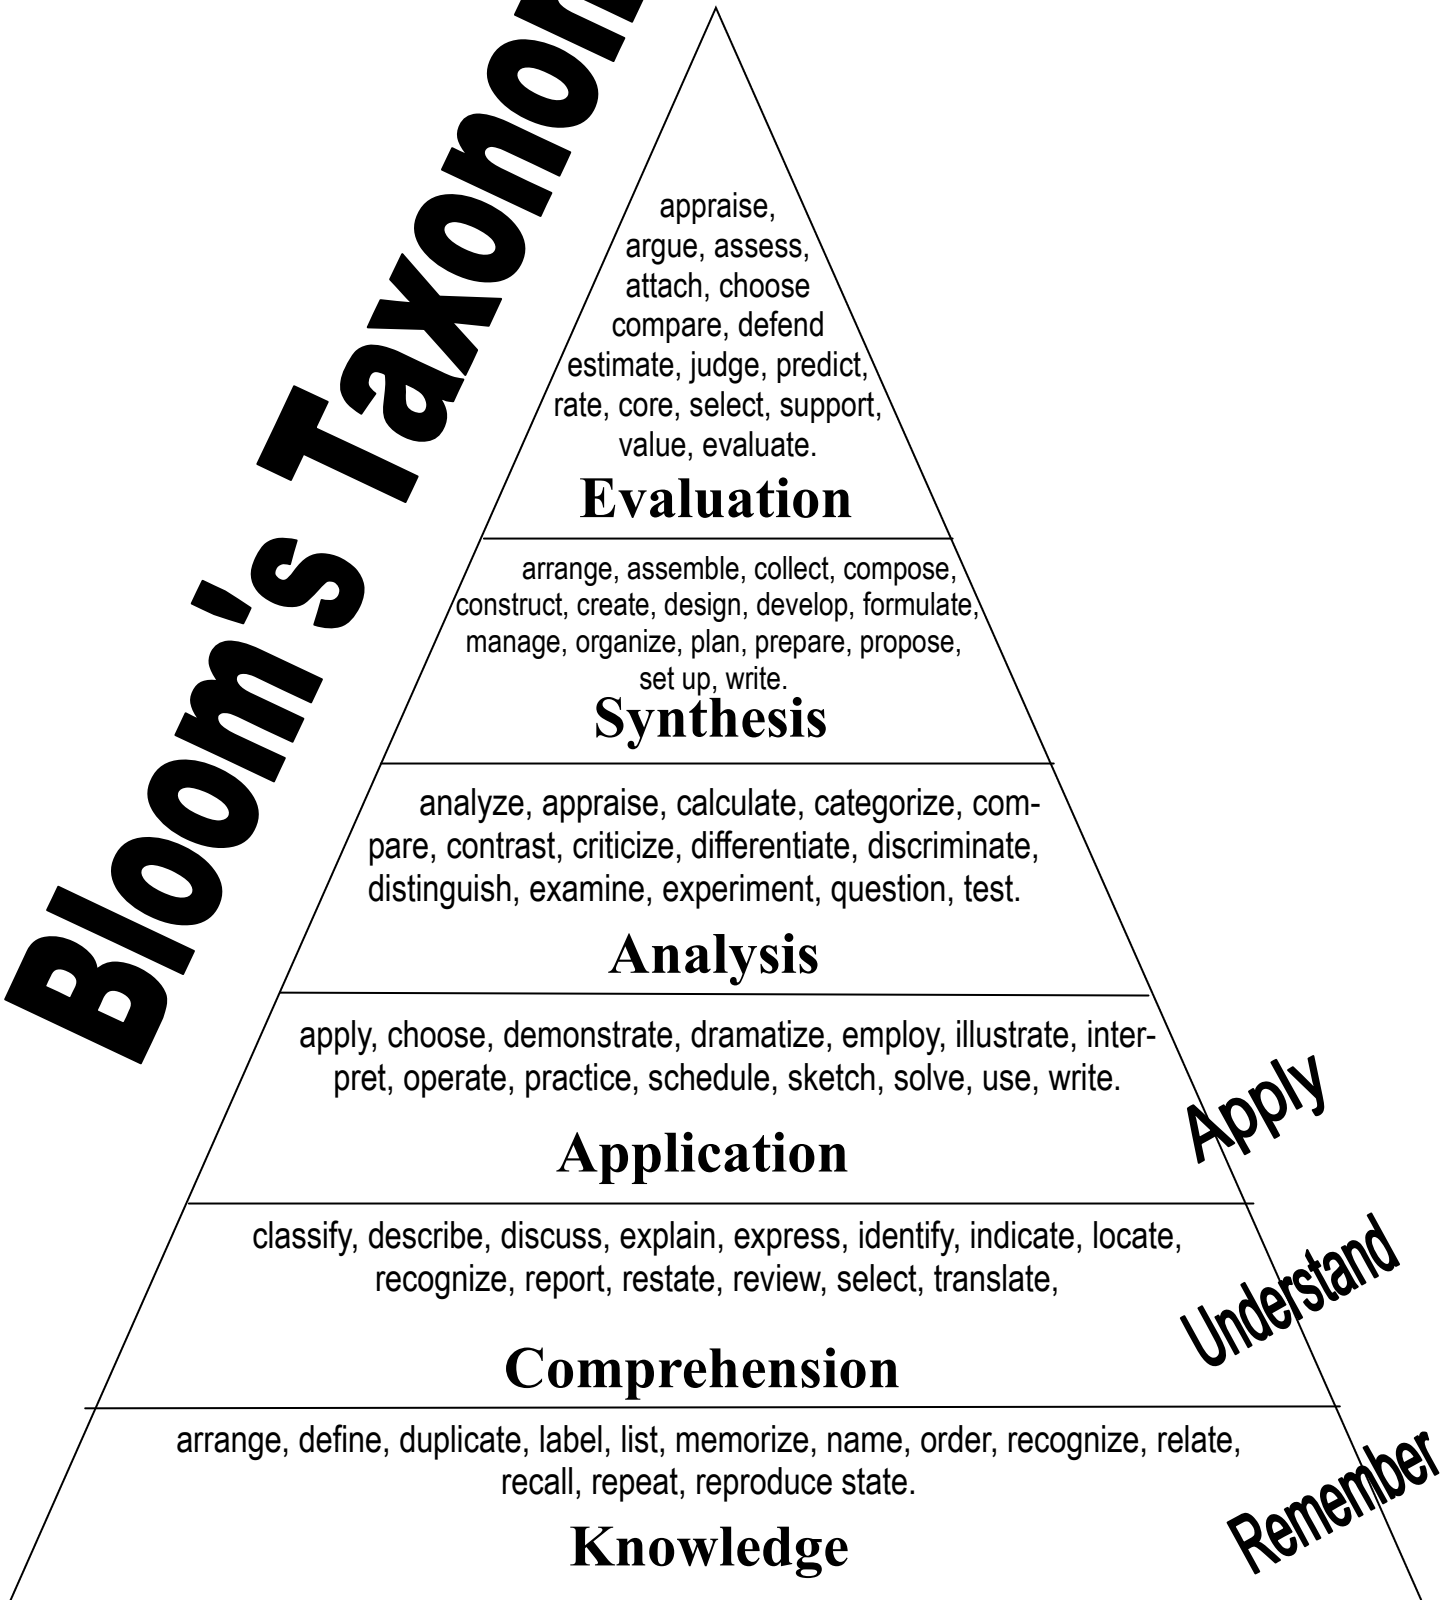 Bloom's Taxonom
appraise,
argue, assess,
attach, choose
compare, defend
estimate, judge, predict,
rate, core, select, support,
value, evaluate.
Evaluation
arrange, assemble, collect, compose,
construct, create, design, develop, formulate,
manage, organize, plan, prepare, propose,
set up, write.
Synthesis
analyze, appraise, calculate, categorize, com-
pare, contrast, criticize, differentiate, discriminate,
distinguish, examine, experiment, question, test.
Analysis
apply, choose, demonstrate, dramatize, employ, illustrate, inter-
pret, operate, practice, schedule, sketch, solve, use, write.
Application
Apply
classify, describe, discuss, explain, express, identify, indicate, locate,
recognize, report, restate, review, select, translate,
Comprehension
Understand
arrange, define, duplicate, label, list, memorize, name, order, recognize, relate,
recall, repeat, reproduce state.
Knowledge
Remember